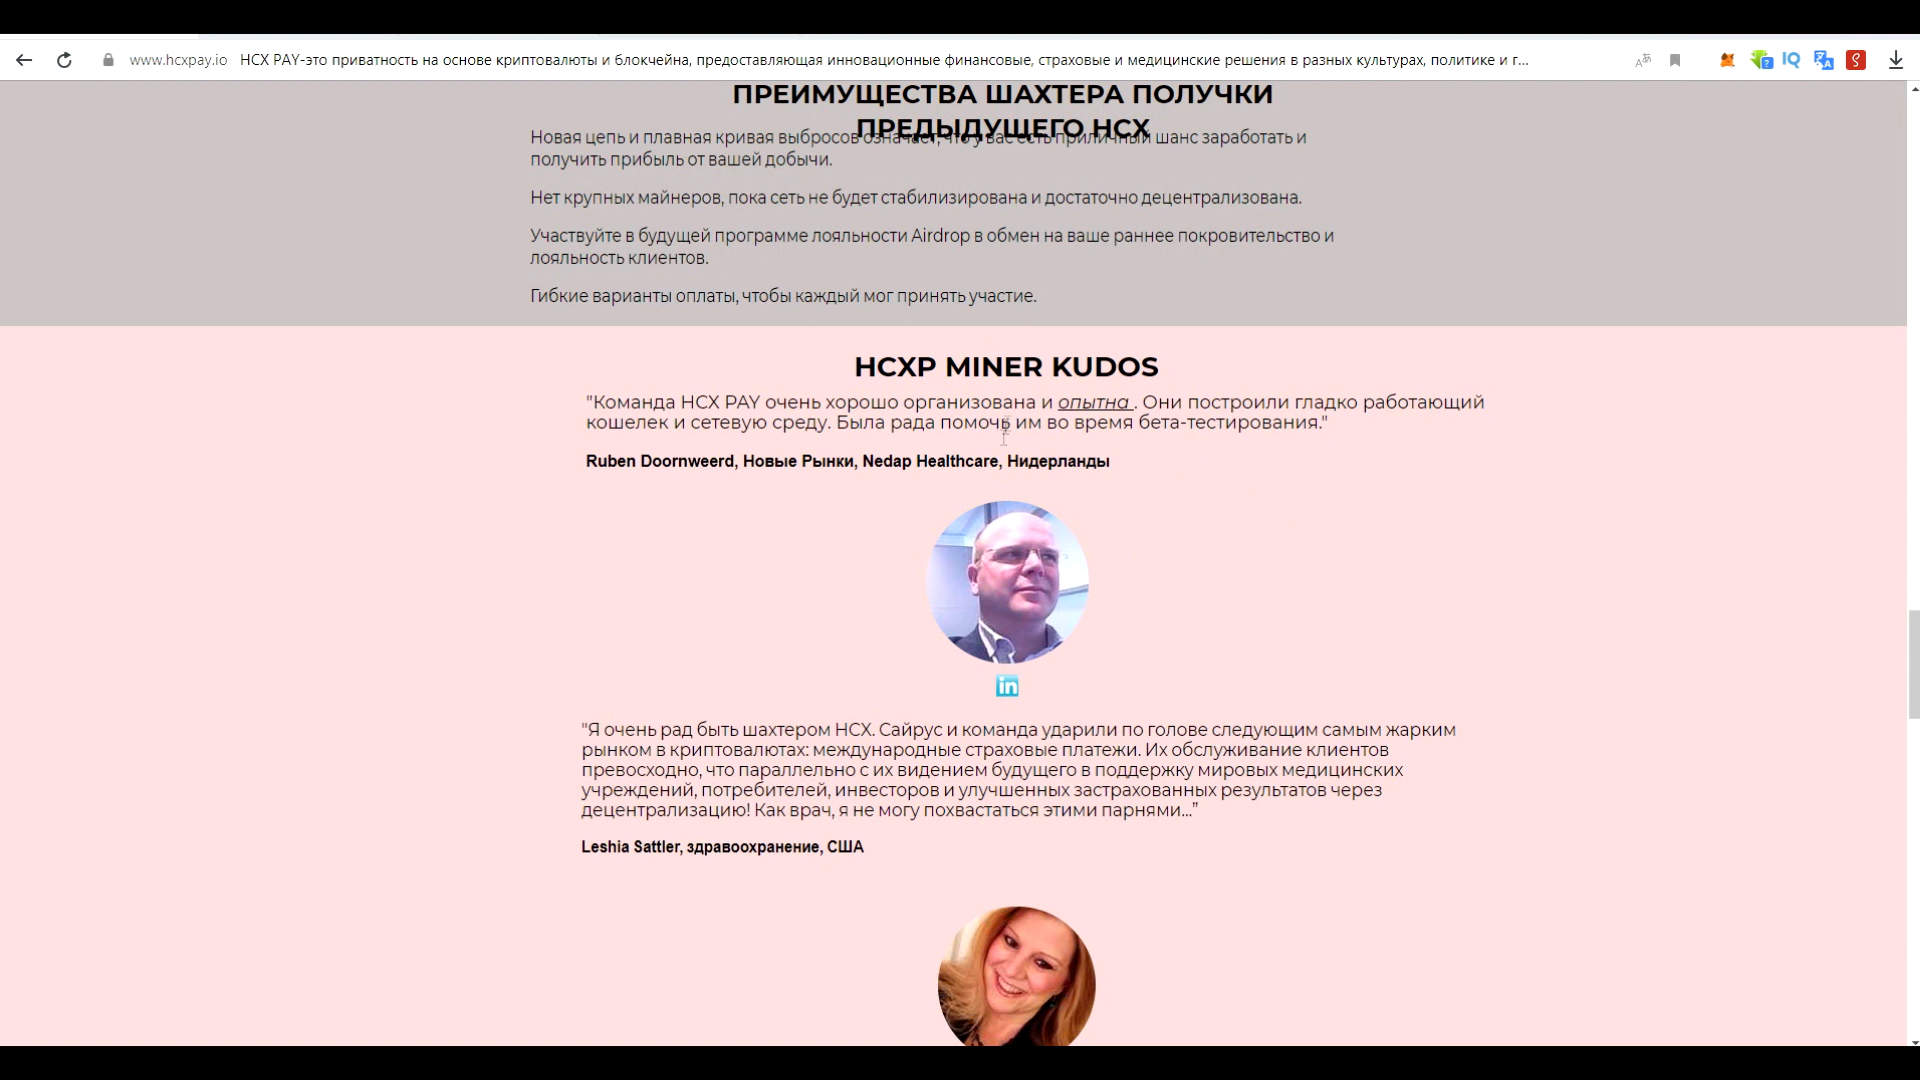 www.hcxpay.io HCX PAY-это приватность на основе криптовалюты и блокчейна, предоставляющая инновационные финансовые, страховые и медицинские решения в разных культурах, политике и г...
ПРЕИМУЩЕСТВА ШАХТЕРА ПОЛУЧКИ
ПРЕДЫДУЩЕГО HCX
Новая цепь и плавная кривая выбросов означает, что у вас есть приличный шанс заработать и
получить прибыль от вашей добычи.
Нет крупных майнеров, пока сеть не будет стабилизирована и достаточно децентрализована.
Участвуйте в будущей программе лояльности Airdrop в обмен на ваше раннее покровительство и
лояльность клиентов.
Гибкие варианты оплаты, чтобы каждый мог принять участие.
HCXP MINER KUDOS
"Команда HCX PAY очень хорошо организована и опытна . Они построили гладко работающий
кошелек и сетевую среду. Была рада помочь им во время бета-тестирования."
Ruben Doornweerd, Новые Рынки, Nedap Healthcare, Нидерланды
in
"Я очень рад быть шахтером HCX. Сайрус и команда ударили по голове следующим самым жарким
рынком в криптовалютах: международные страховые платежи. Их обслуживание клиентов
превосходно, что параллельно с их видением будущего в поддержку мировых медицинских
учреждений, потребителей, инвесторов и улучшенных застрахованных результатов через
децентрализацию! Как врач, я не могу похвастаться этими парнями...”
Leshia Sattler, здравоохранение, США